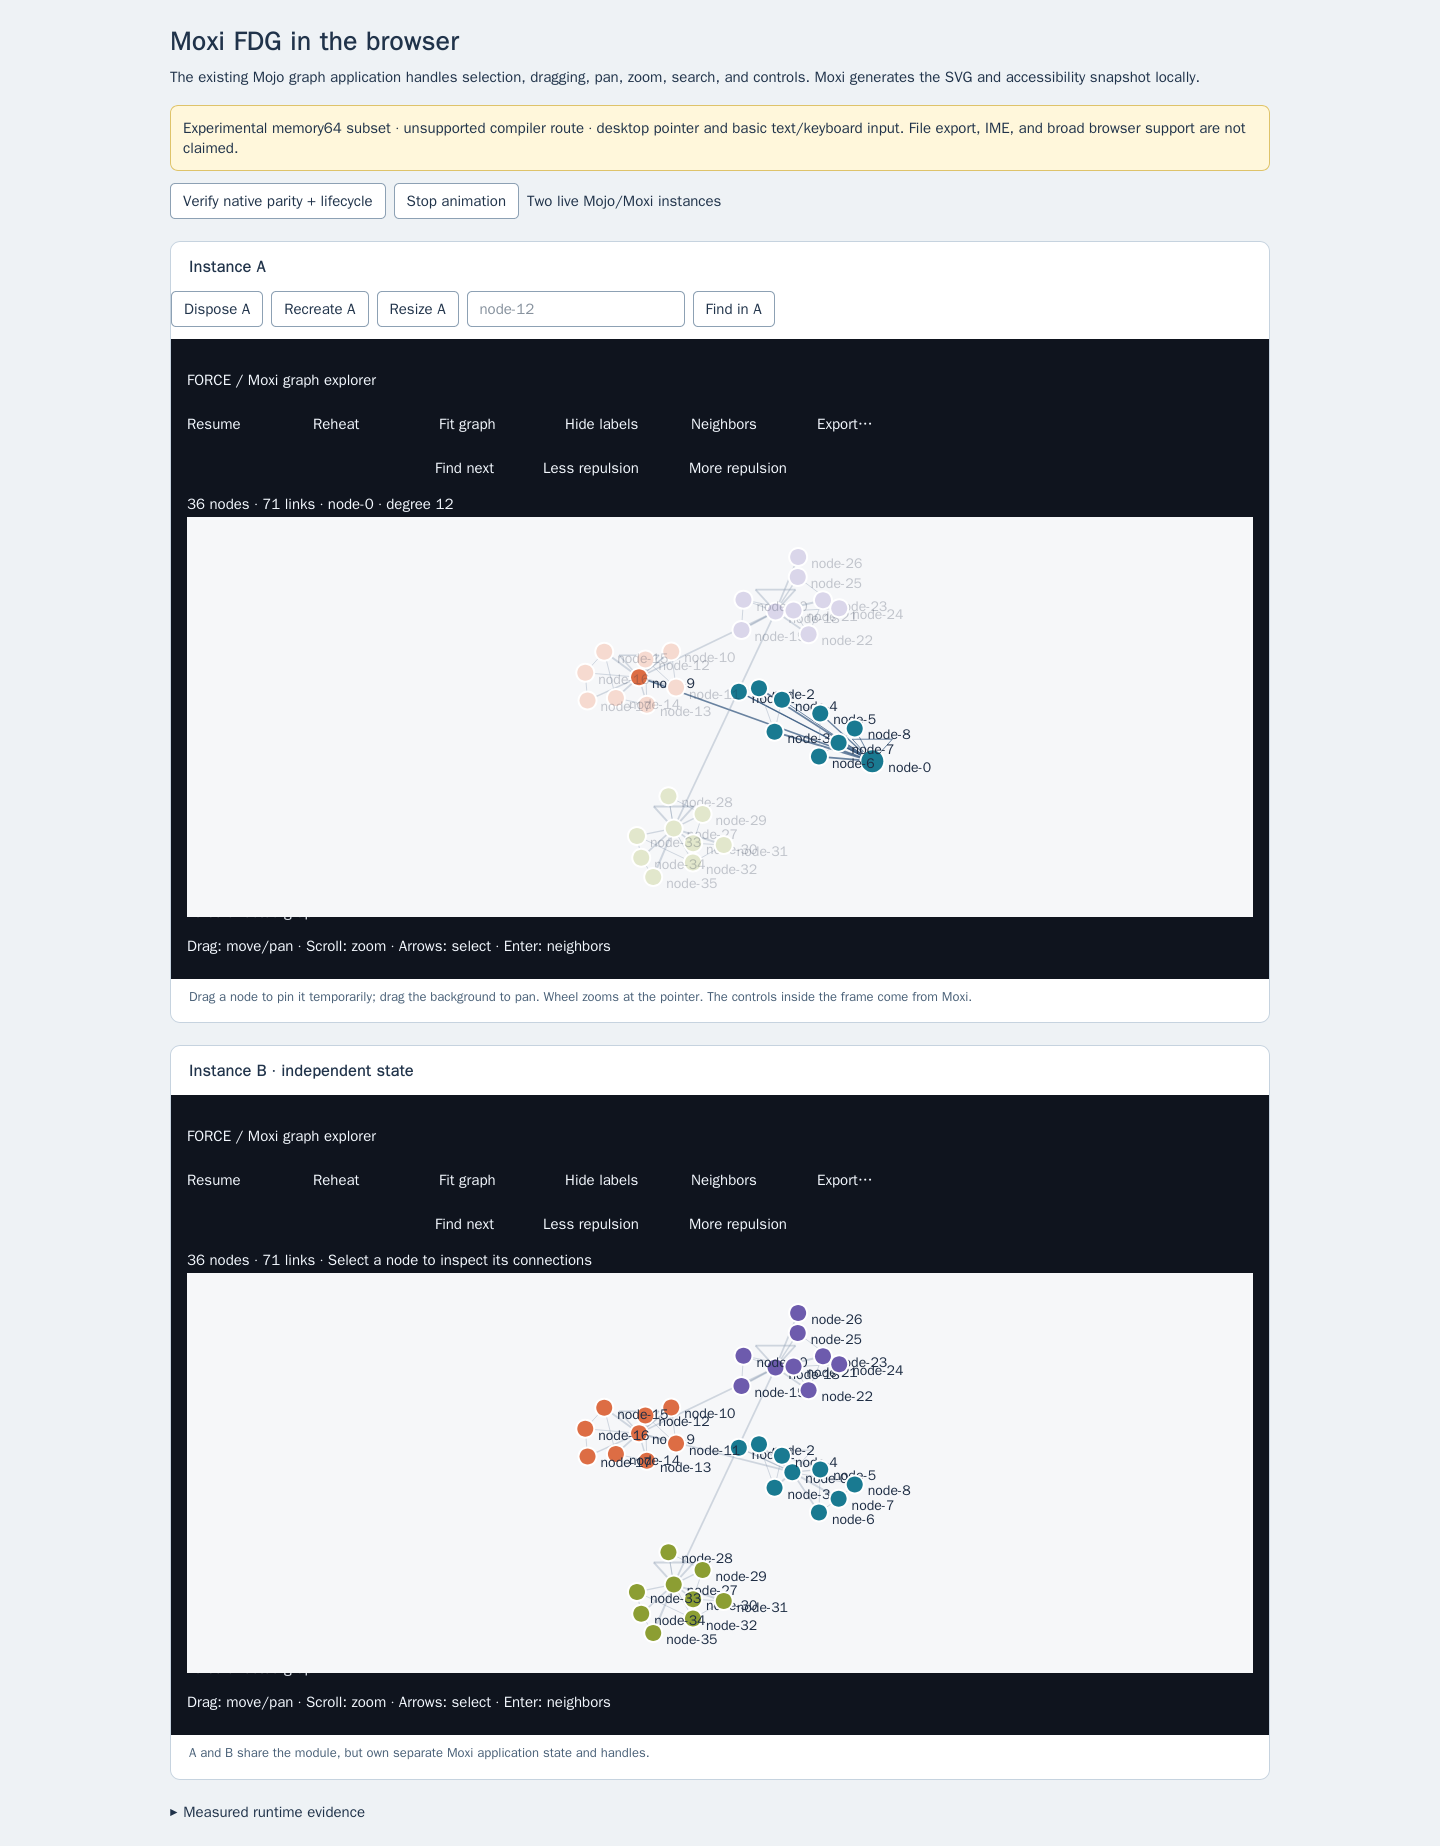 Moxi FDG in the browser
The existing Mojo graph application handles selection, dragging, pan, zoom, search, and controls. Moxi generates the SVG and accessibility snapshot locally.
Experimental memory64 subset · unsupported compiler route · desktop pointer and basic text/keyboard input. File export, IME, and broad browser support are not
claimed.
Verify native parity + lifecycle
Stop animation
Two live Mojo/Moxi instances
Instance A
Dispose A
Recreate A
Resize A
node-12
Find in A
FORCE / Moxi graph explorer
Resume
Reheat
Fit graph
Hide labels
Neighbors
Export···
Find next
Less repulsion
More repulsion
36 nodes · 71 links · node-0 · degree 12
node-26
node-25
node-24
node-22
node-10
node-12
node-13
node-5
node-8
node-7
node-6
node-0
node-28
node-29
node-33
node-31
node-34
node-32
node-35
Drag: move/pan · Scroll: zoom · Arrows: select · Enter: neighbors
Drag a node to pin it temporarily; drag the background to pan. Wheel zooms at the pointer. The controls inside the frame come from Moxi.
Instance B · independent state
FORCE / Moxi graph explorer
Resume
Reheat
Fit graph
Hide labels
Neighbors
Export···
Find next
Less repulsion
More repulsion
36 nodes · 71 links · Select a node to inspect its connections
node-26
node-25
node-24
node-22
node-15
node-10
node-12
node-16
node-11
node-14
node-13
node-5
node-8
node-7
node-6
node-28
node-29
node-27
node-33
node-31
node-34
node-32
node-35
Drag: move/pan · Scroll: zoom · Arrows: select · Enter: neighbors
A and B share the module, but own separate Moxi application state and handles.
Measured runtime evidence